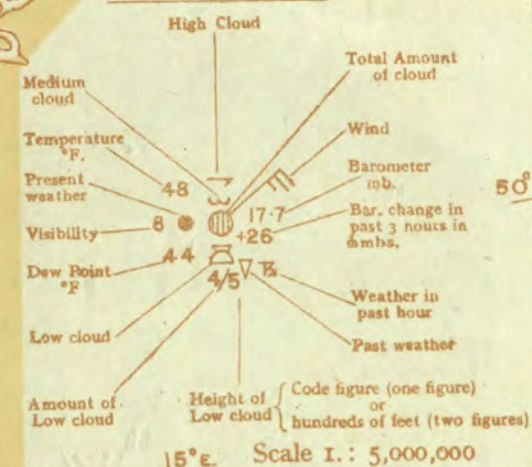 High Cloud
Total Amount
of cloud
Medium
cloud
Wind
Temperature
°F.
Barometer
mb.
Present
weather
48
50°
17.7
Bar. change in
past 3 hours in
mbs.
Visibility
8
+26
Dew Point
°F
44
4/5
Weather in
past hour
Low cloud
Past weather
Amount of
Low cloud
Height of
Low cloud
Code figure (one figure)
or
hundreds of feet (two figures)
15°E
Scale 1.: 5,000,000